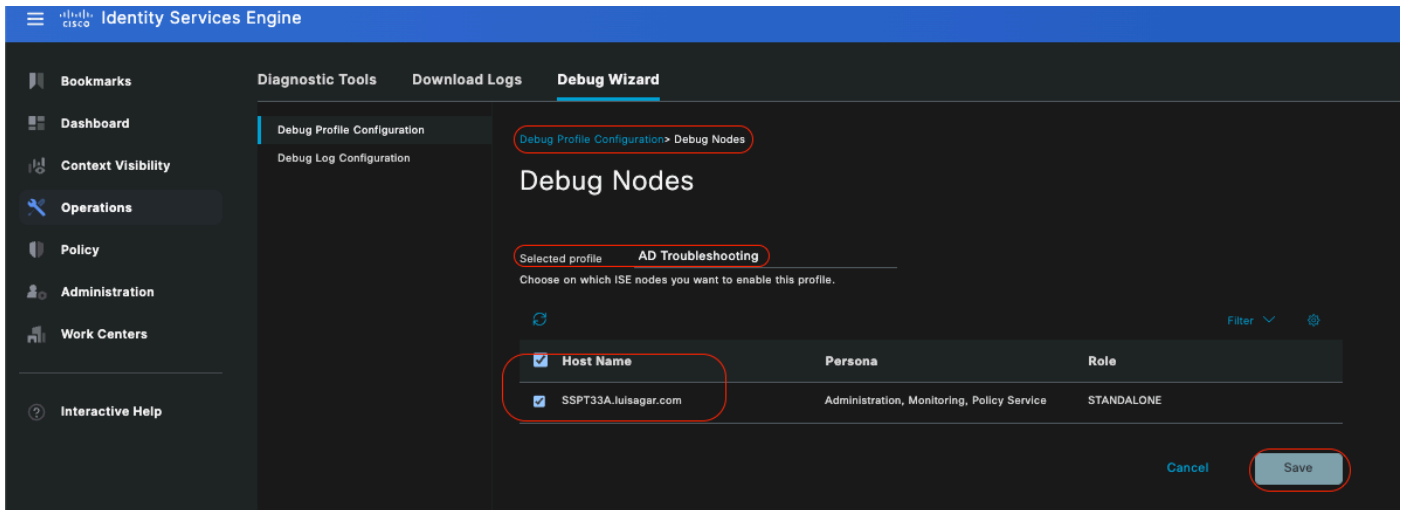 cisco Identity Services Engine
Bookmarks
Dashboard
Context Visibility
Operations
Policy
Administration
Work Centers
? Interactive Help
Diagnostic Tools Download Logs Debug Wizard
Debug Profile Configuration
Debug Log Configuration
Debug Profile Configuration> Debug Nodes
Debug Nodes
Selected profile AD Troubleshooting
Choose on which ISE nodes you want to enable this profile.
Filter
Host Name Persona Role
SSPT33A.luisagar.com Administration, Monitoring, Policy Service STANDALONE
Cancel Save